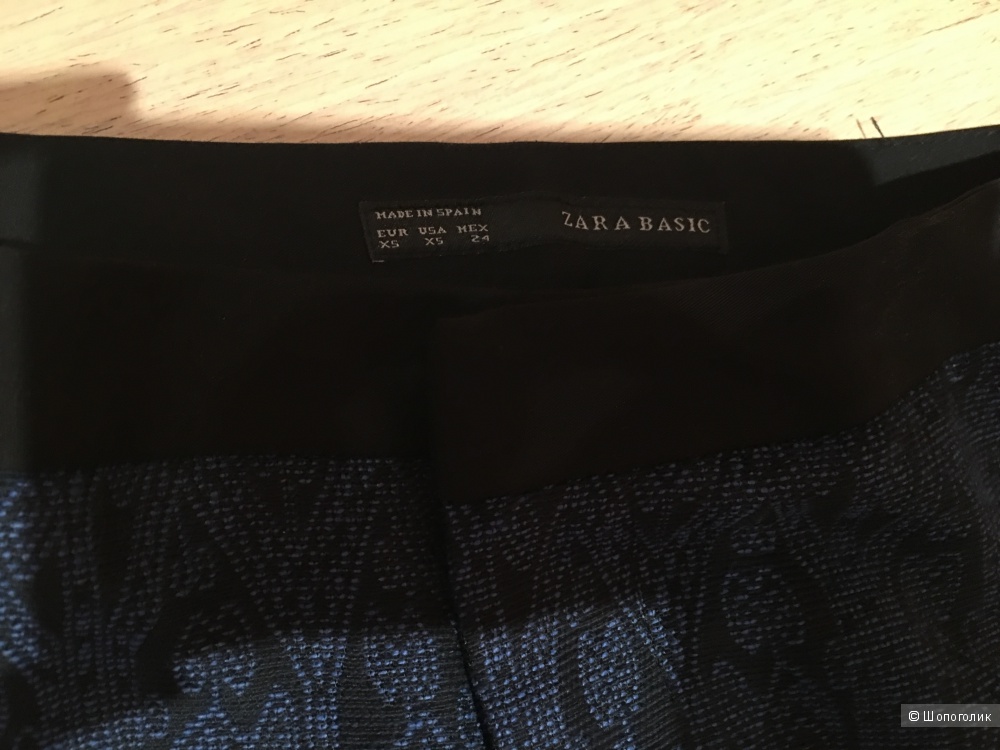 MADE IN SPAIN
EUR USA MEX
XS XS 24
ZARA BASIC
© Шопоголик